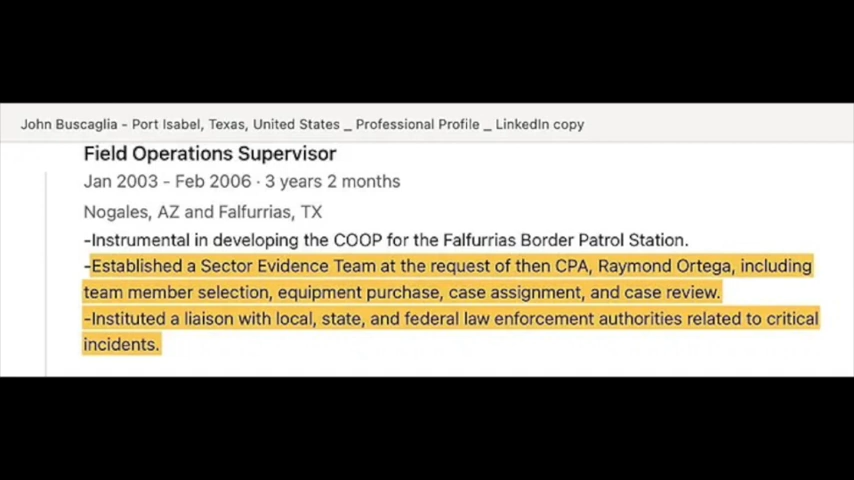 John Buscaglia - Port Isabel, Texas, United States _ Professional Profile _ LinkedIn copy
Field Operations Supervisor
Jan 2003 - Feb 2006 · 3 years 2 months
Nogales, AZ and Falfurrias, TX
-Instrumental in developing the COOP for the Falfurrias Border Patrol Station.
-Established a Sector Evidence Team at the request of then CPA, Raymond Ortega, including
team member selection, equipment purchase, case assignment, and case review.
-Instituted a liaison with local, state, and federal law enforcement authorities related to critical
incidents.